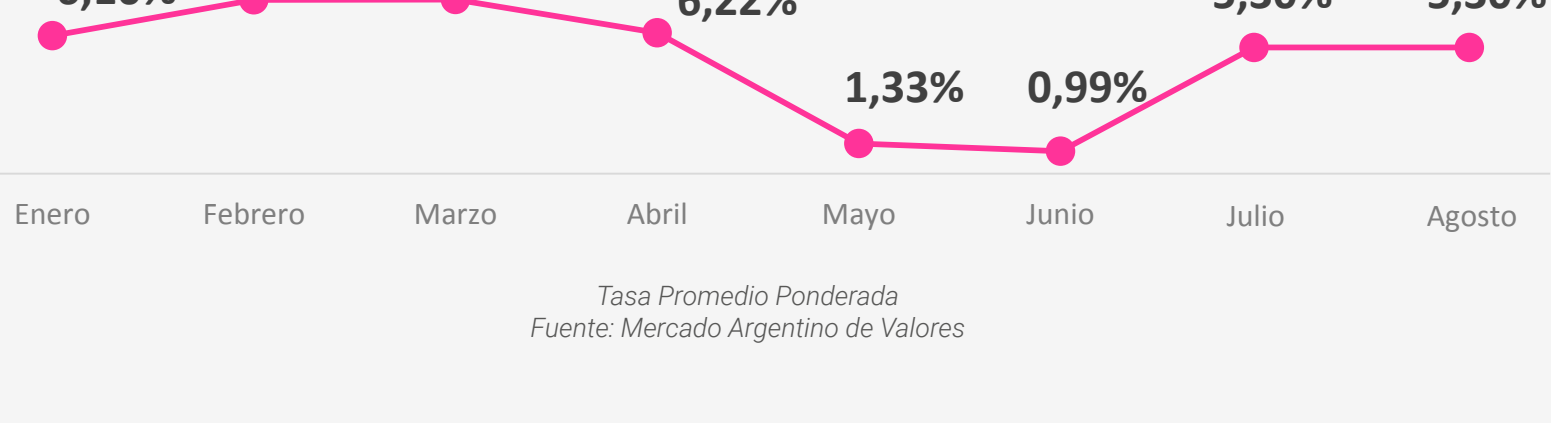 6,22%
1,33% 0,99%
Enero Febrero Marzo Abril Mayo Junio Julio Agosto
Tasa Promedio Ponderada
Fuente: Mercado Argentino de Valores